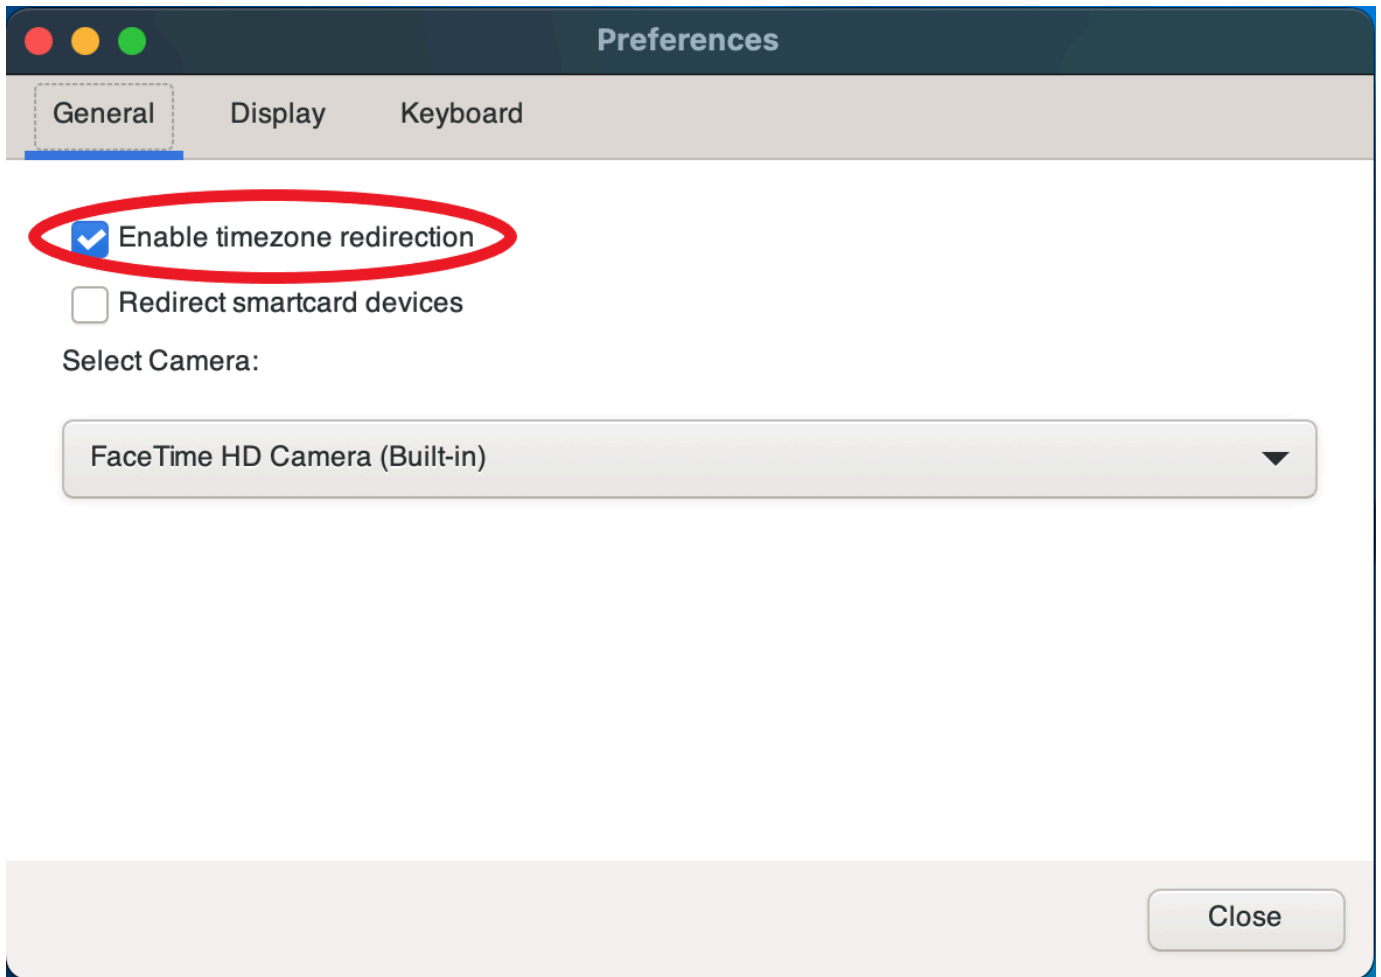 Preferences
General Display Keyboard
Enable timezone redirection
Redirect smartcard devices
Select Camera:
FaceTime HD Camera (Built-in)
Close